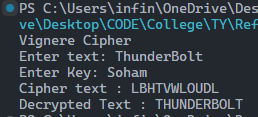 PS C:\Users\infin\OneDrive\Des
ve\Desktop\CODE\College\TY\Ref
Vignere Cipher
Enter text: ThunderBolt
Enter Key: Soham
Cipher text : LBHTVWLOUDL
Decrypted Text : THUNDERBOLT